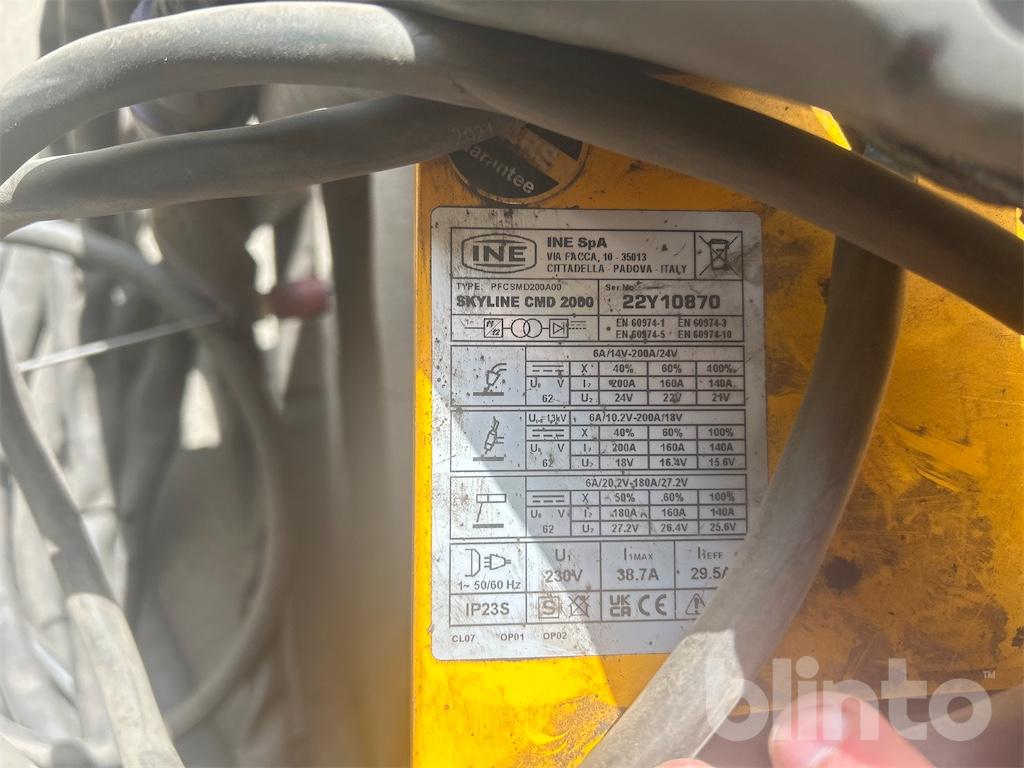 2021
Guarantee
INE
INE SpA
VIA FACCA, 10 - 35013
CITTADELLA - PADOVA - ITALY
TYPE: PFCSMD200A00
SKYLINE CMD 2000
Ser.No
22Y10870
1~
EN 60974-1 EN 60974-3
EN 60974-5 EN 60974-10
6A/14V-200A/24V
X 40% 60% 100%
U₀ V I₂ 200A 160A 140A
62 U₂ 24V 22V 21V
6A/10.2V-200A/18V
X 40% 60% 100%
U₀ V I₂ 200A 160A 140A
62 U₂ 18V 16.4V 15.6V
6A/20,2V-180A/27.2V
X 50% 60% 100%
U₀ V I₂ 180A 160A 140A
62 U₂ 27.2V 26.4V 25.6V
1~ 50/60 Hz
U₁ I₁MAX I₁EFF
230V 38.7A 29.5A
IP23S S UK CA CE
CL07 OP01 OP02
blinto™